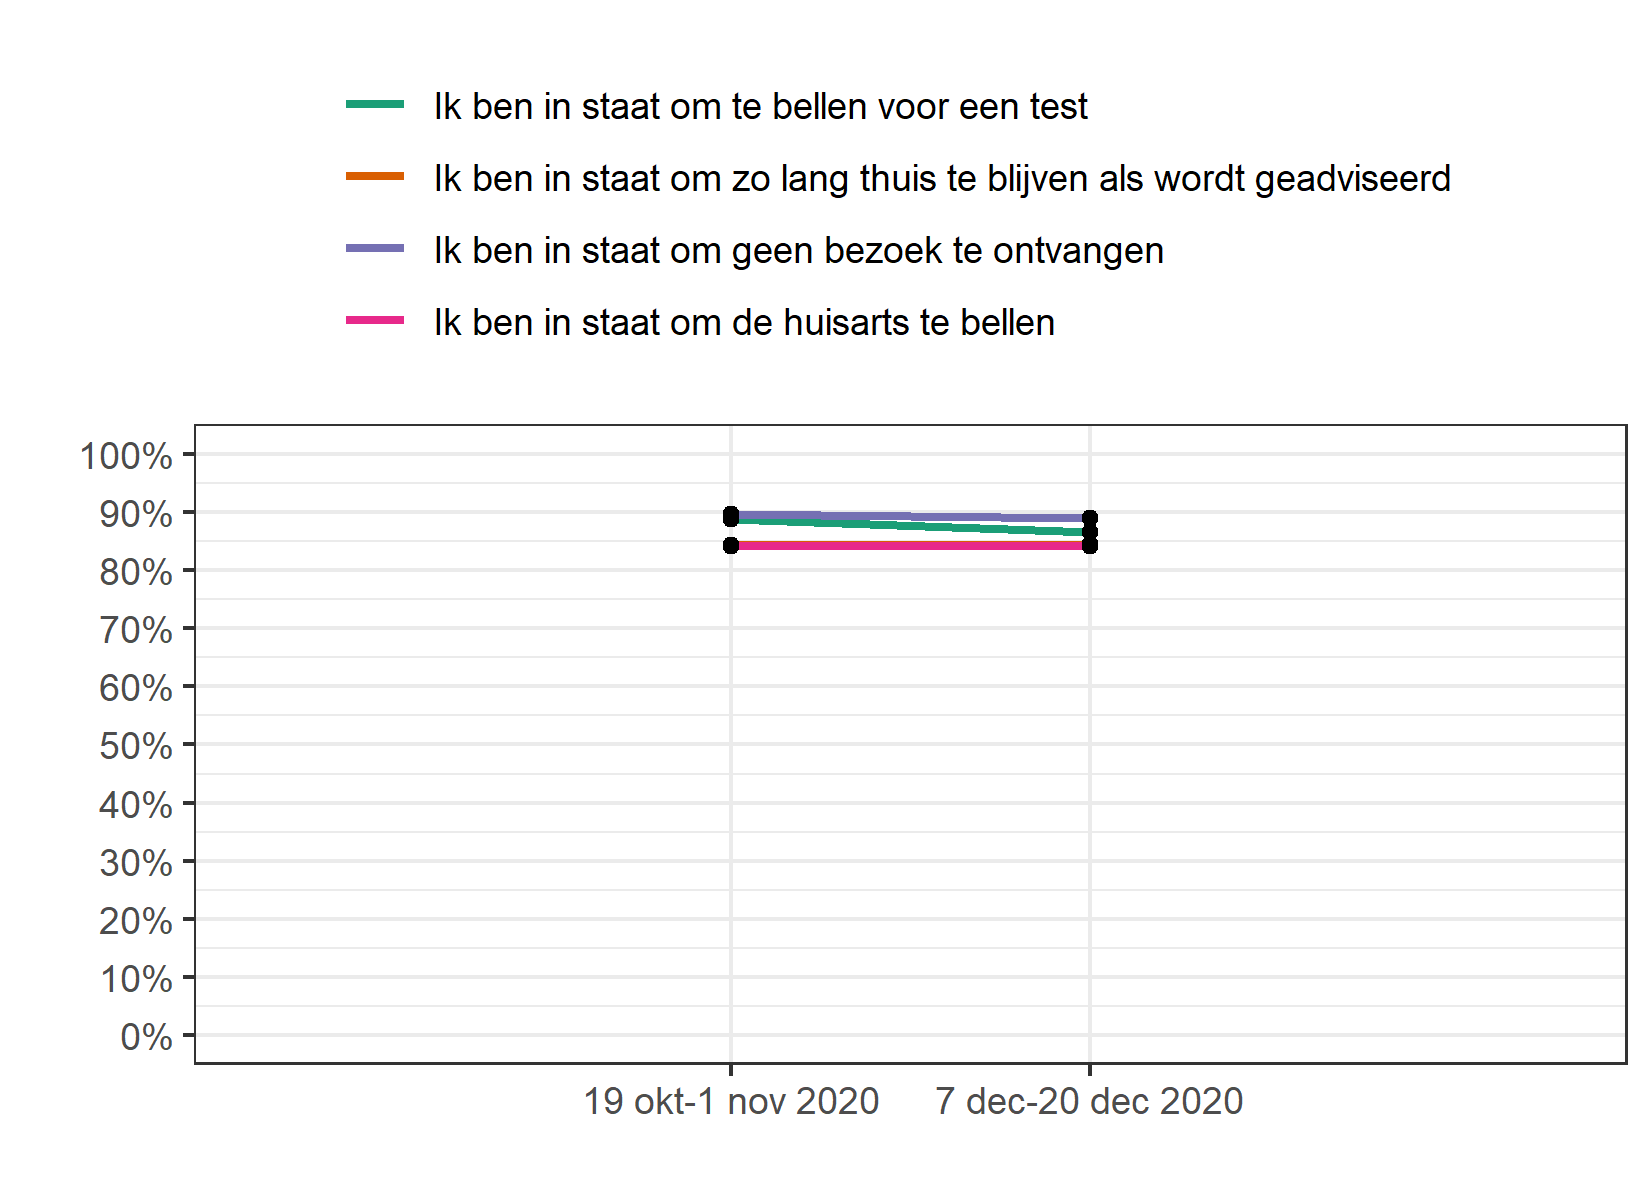 Ik ben in staat om te bellen voor een test
Ik ben in staat om zo lang thuis te blijven als wordt geadviseerd
Ik ben in staat om geen bezoek te ontvangen
Ik ben in staat om de huisarts te bellen
100%
90%
80%
70%
60%
50%
40%
30%
20%
10%
0%
19 okt-1 nov 2020
7 dec-20 dec 2020